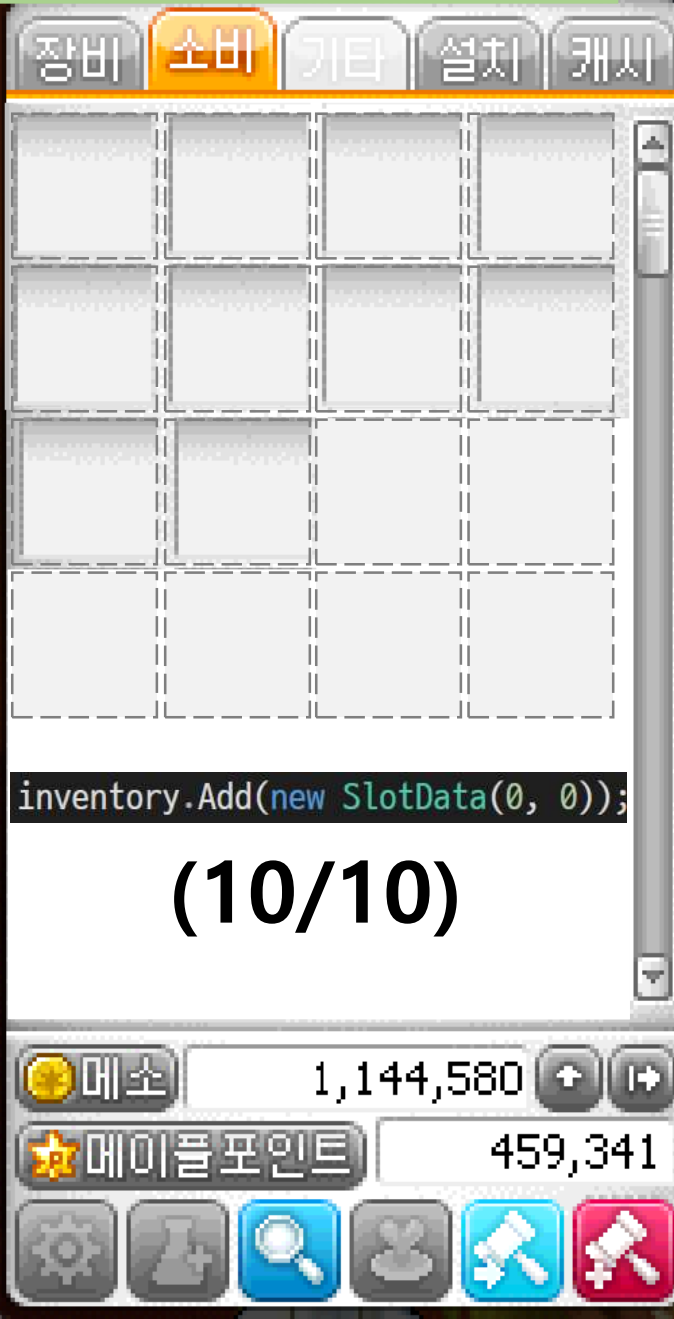 장비 소비 기타 설치 캐시
inventory.Add(new SlotData(0, 0));
(10/10)
메소 1,144,580
메이플포인트 459,341